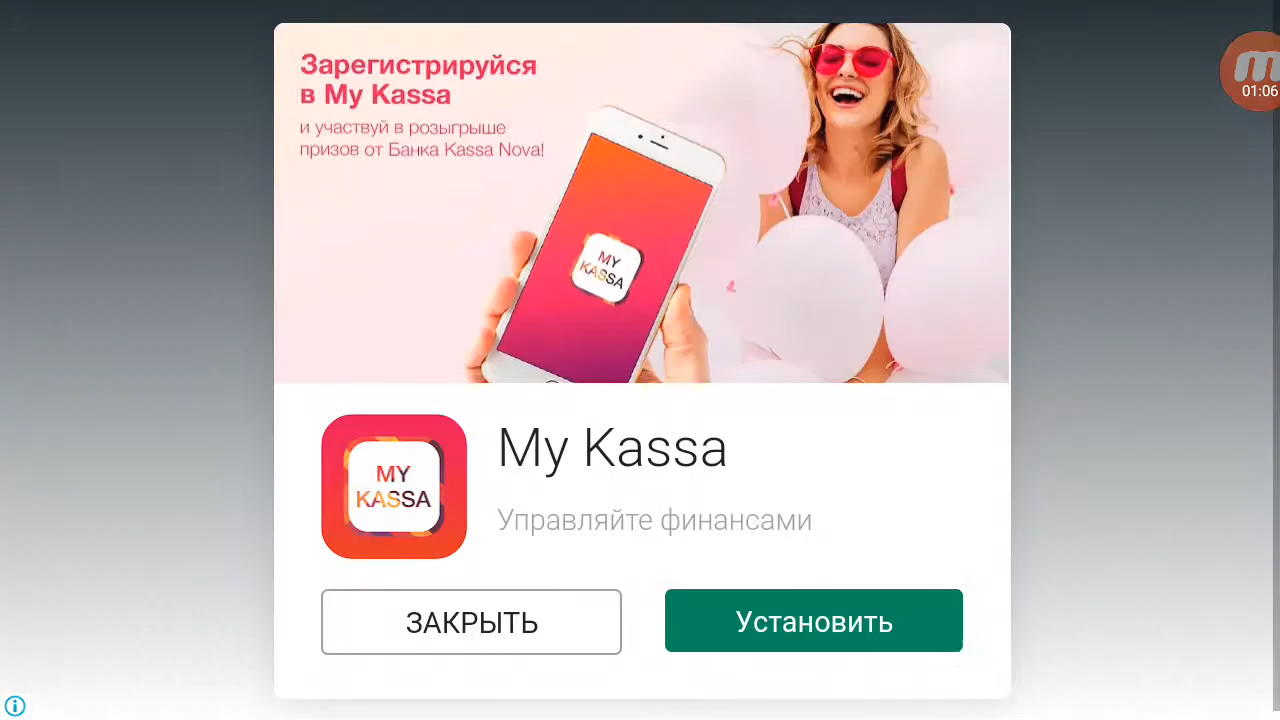 Зарегистрируйся
в My Kassa
и участвуй в розыгрыше
призов от Банка Kassa Nova!
MY
KASSA
01:06
MY
KASSA
My Kassa
Управляйте финансами
ЗАКРЫТЬ
Установить